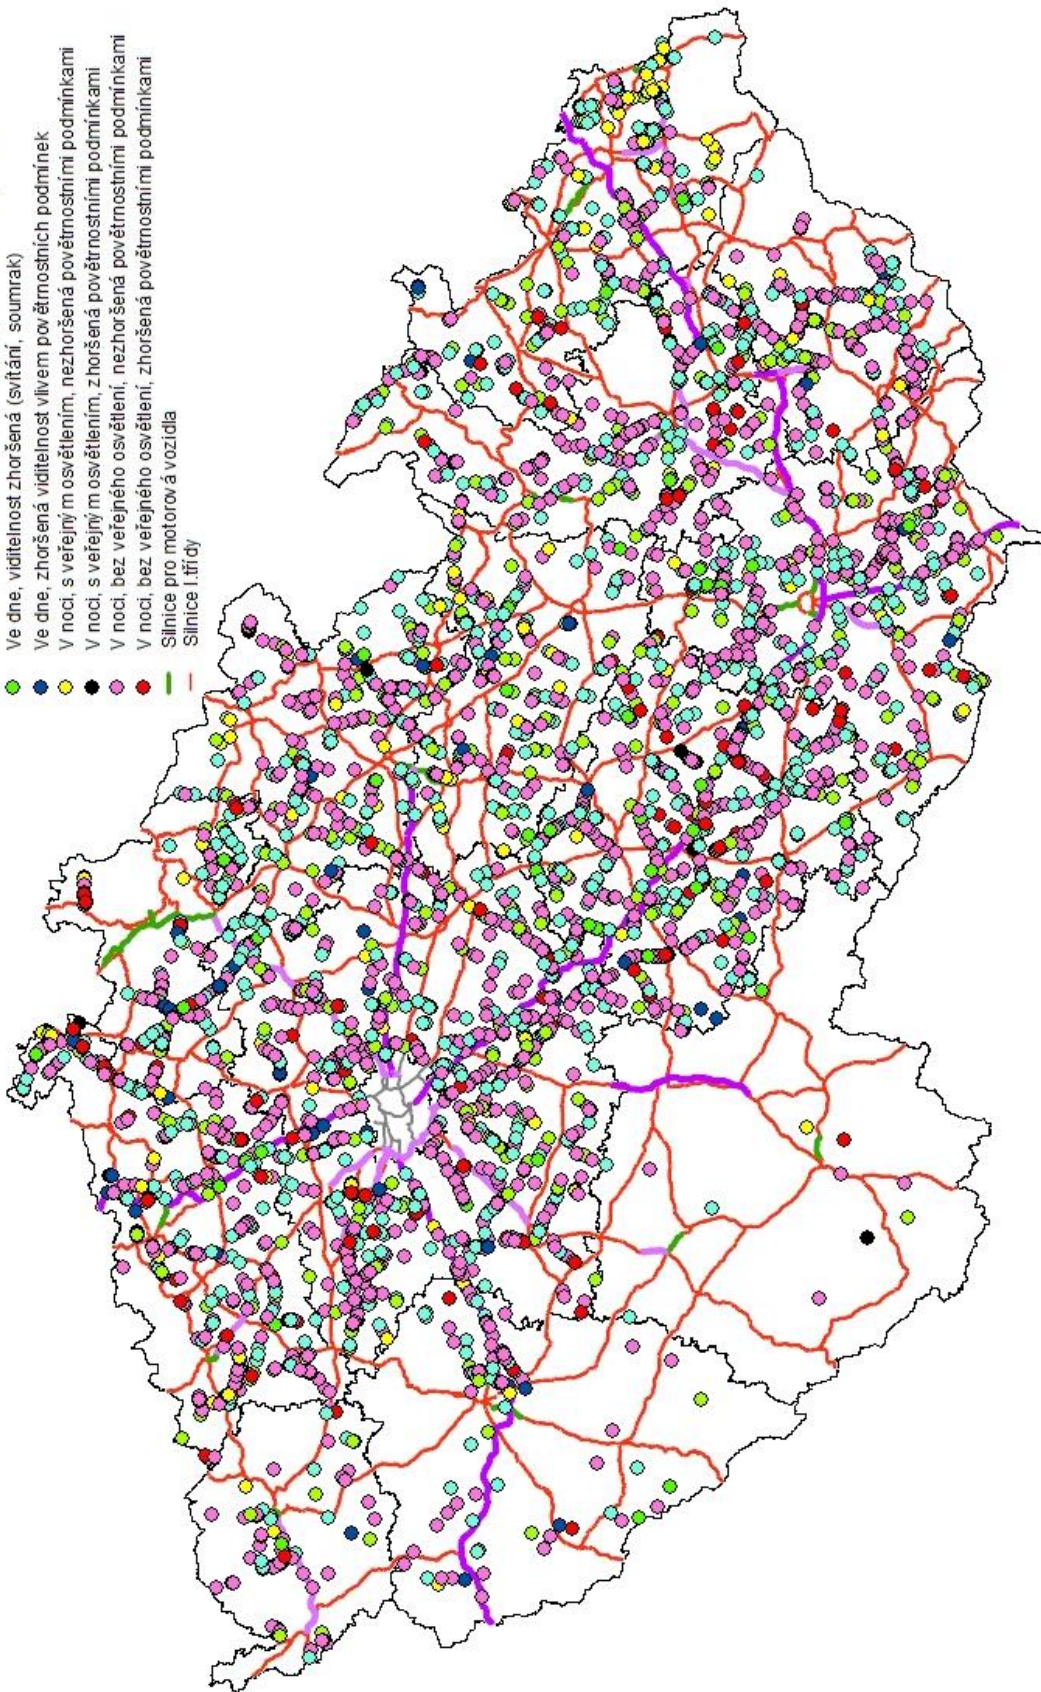 Ve dne, viditelnost zhoršená (svítání, soumrak)
Ve dne, zhoršená viditelnost vlivem povětrnostních podmínek
V noci, s veřejným osvětlením, nezhoršená povětrnostními podmínkami
V noci, s veřejným osvětlením, zhoršená povětrnostními podmínkami
V noci, bez veřejného osvětlení, nezhoršená povětrnostními podmínkami
V noci, bez veřejného osvětlení, zhoršená povětrnostními podmínkami
Silnice pro motorová vozidla
Silnice I.třídy